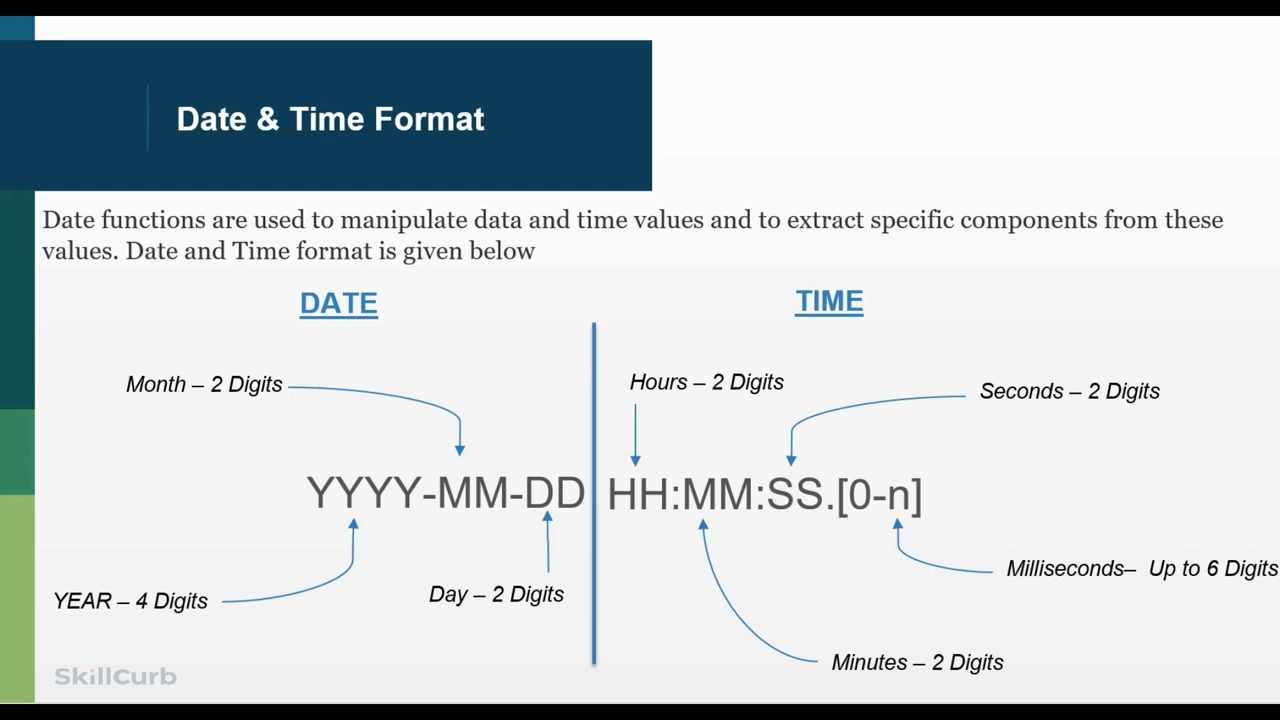 Date & Time Format
Date functions are used to manipulate data and time values and to extract specific components from these
values. Date and Time format is given below
DATE
TIME
Month – 2 Digits
Hours – 2 Digits
Seconds – 2 Digits
YYYY-MM-DD HH:MM:SS.[0-n]
YEAR – 4 Digits
Day – 2 Digits
Milliseconds– Up to 6 Digits
Minutes – 2 Digits
SkillCurb